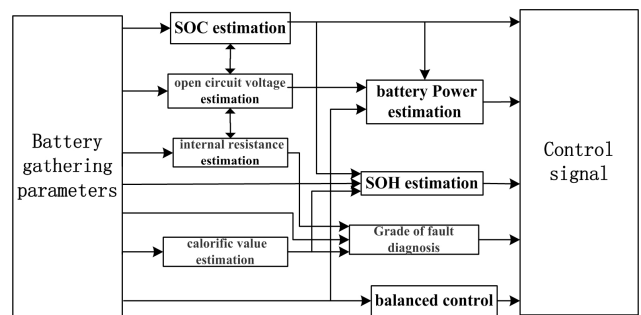 SOC estimation
open circuit voltage
estimation
battery Power
estimation
internal resistance
estimation
Battery
gathering
parameters
Control
signal
SOH estimation
Grade of fault
diagnosis
calorific value
estimation
balanced control